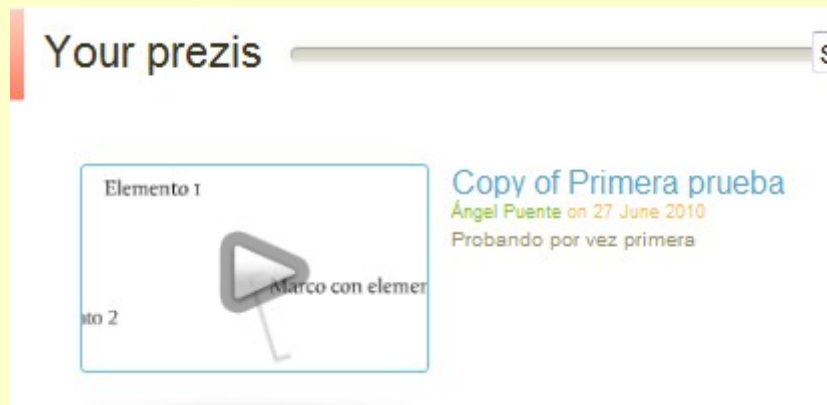 Your prezis
Copy of Primera prueba
Ángel Puente on 27 June 2010
Probando por vez primera
Elemento 1
Marco con elemen
nto 2